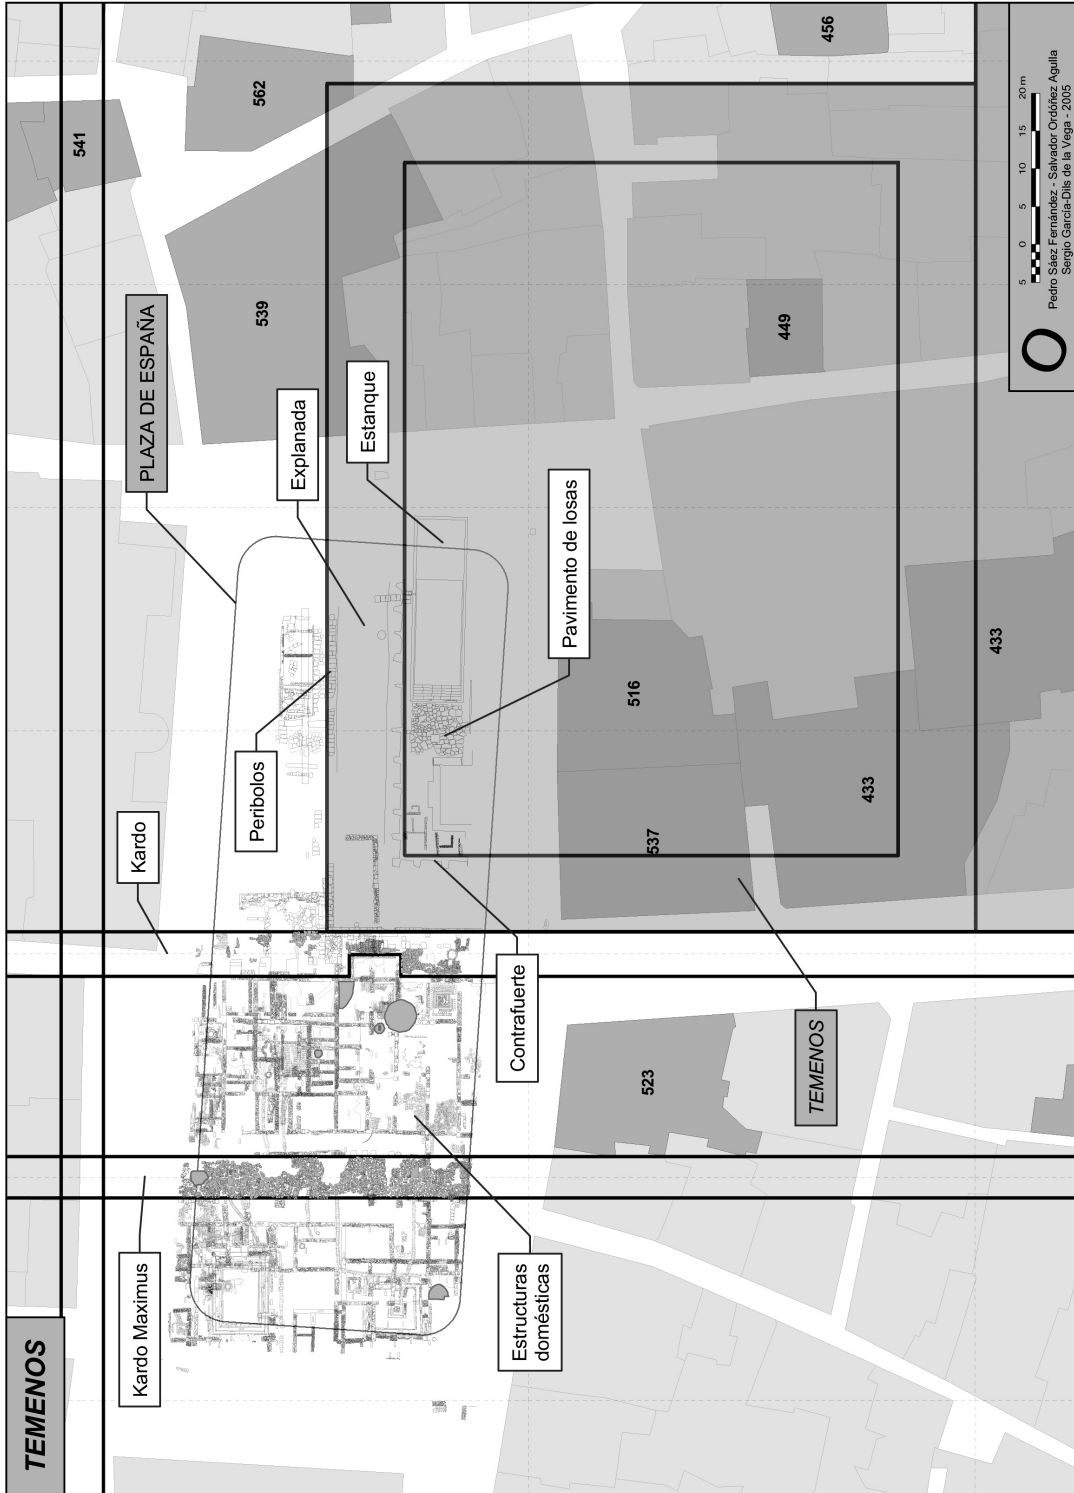 TEMENOS
Kardo Maximus
Kardo
Peribolos
PLAZA DE ESPAÑA
Explanada
Estanque
Pavimento de losas
Contrafuerte
Estructuras
domésticas
TEMENOS
541
562
456
539
449
516
537
433
433
523
5 0 5 10 15 20 m
Pedro Sáez Fernández - Salvador Ordóñez Agulla
Sergio García-Dils de la Vega - 2005